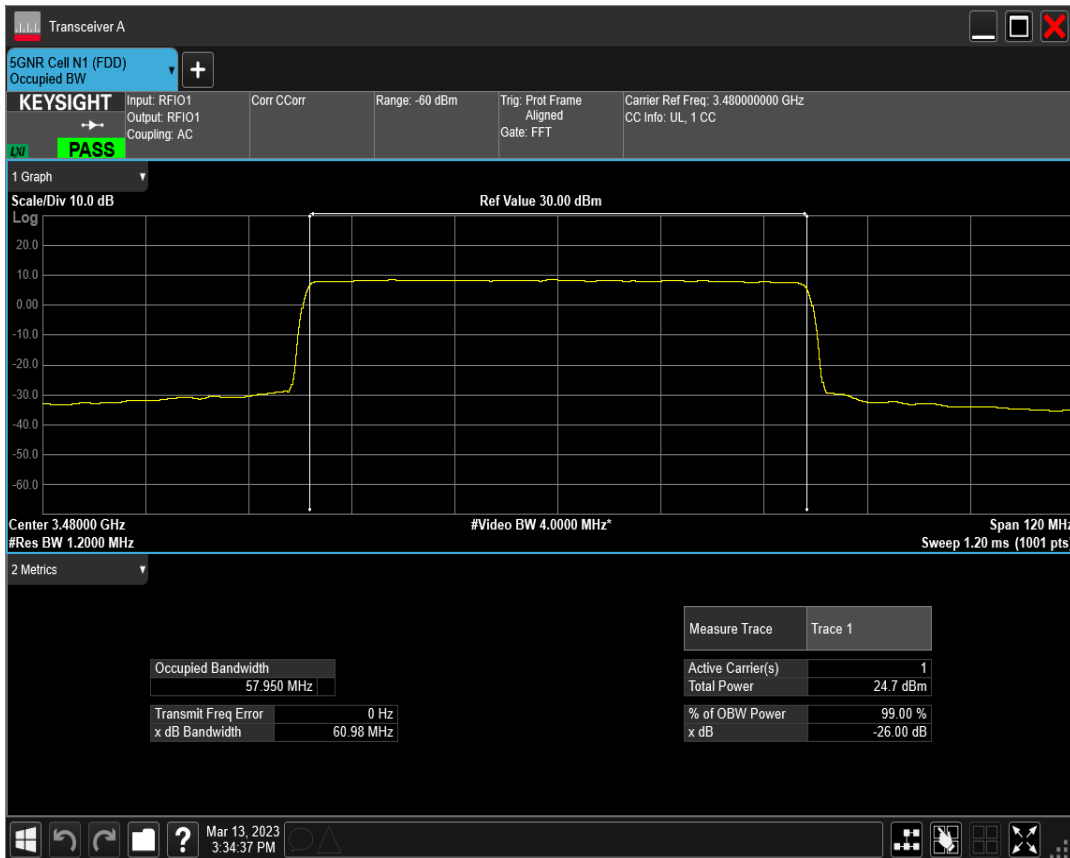 Transceiver A
5GNR Cell N1 (FDD)
Occupied BW
+
KEYSIGHT
LXI
PASS
Input: RFIO1
Output: RFIO1
Coupling: AC
Corr CCorr
Range: -60 dBm
Trig: Prot Frame
Aligned
Gate: FFT
Carrier Ref Freq: 3.480000000 GHz
CC Info: UL, 1 CC
1 Graph
Scale/Div 10.0 dB
Ref Value 30.00 dBm
Log
20.0
10.0
0.00
-10.0
-20.0
-30.0
-40.0
-50.0
-60.0
Center 3.48000 GHz
#Video BW 4.0000 MHz*
Span 120 MHz
#Res BW 1.2000 MHz
Sweep 1.20 ms (1001 pts)
2 Metrics
Measure Trace Trace 1
Occupied Bandwidth
57.950 MHz
Active Carrier(s) 1
Total Power 24.7 dBm
Transmit Freq Error 0 Hz
x dB Bandwidth 60.98 MHz
% of OBW Power 99.00 %
x dB -26.00 dB
?
Mar 13, 2023
3:34:37 PM